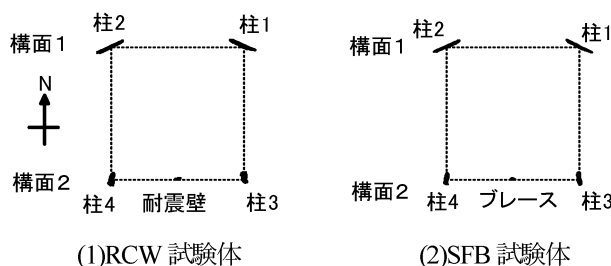 柱2
柱1
構面1
N
構面2
柱4
耐震壁
柱3
(1)RCW 試験体
柱2
柱1
構面1
構面2
柱4
ブレース
柱3
(2)SFB 試験体